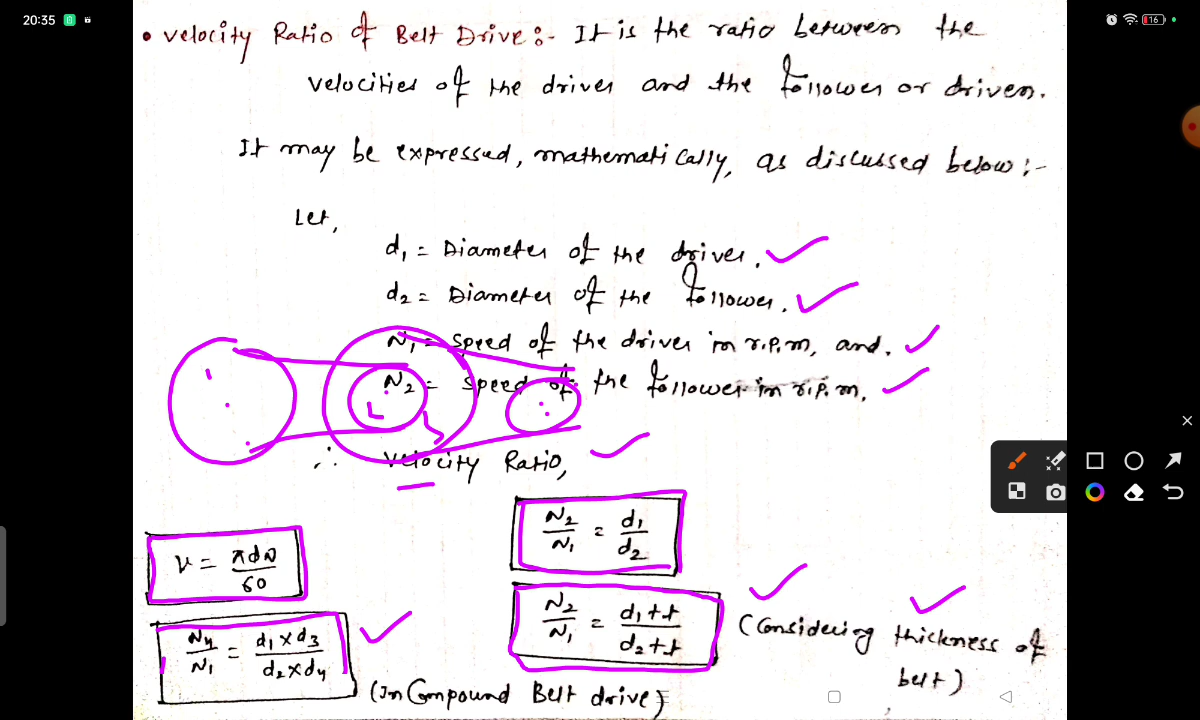 20:35
16
• Velocity Ratio of Belt Drive :- It is the ratio between the
velocities of the driver and the follower or driven.
It may be expressed, mathematically, as discussed below :-
Let,
d₁ = Diameter of the driver.
d₂ = Diameter of the follower.
N₁ = Speed of the driver in r.p.m, and.
N₂ = Speed of the follower in r.p.m.
∴ Velocity Ratio,
N₂/N₁ = d₁/d₂
V = πdN/60
N₂/N₁ = d₁+t/d₂+t (Considering thickness of
belt)
N₄/N₁ = d₁×d₃/d₂×d₄
(In Compound Belt drive)